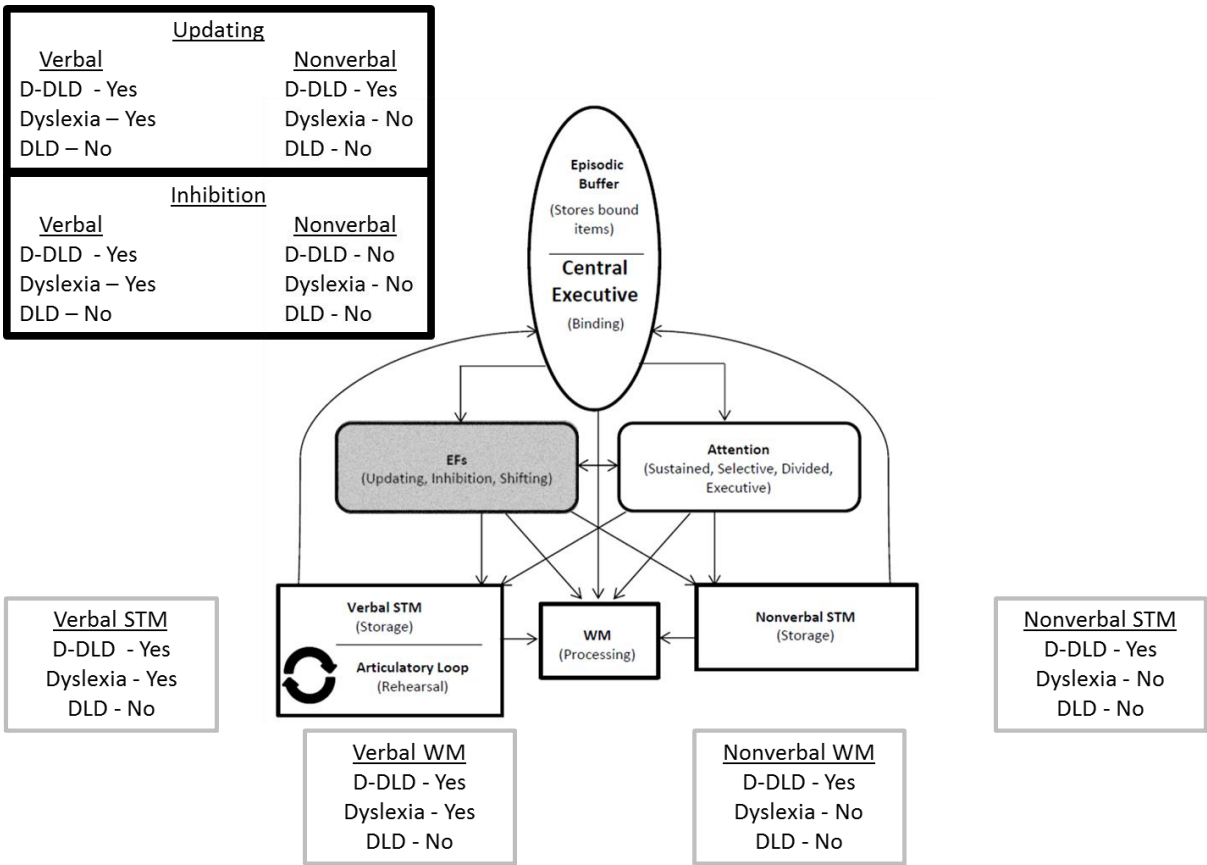 Updating
Verbal Nonverbal
D-DLD - Yes D-DLD - Yes
Dyslexia – Yes Dyslexia - No
DLD – No DLD - No
Inhibition
Verbal Nonverbal
D-DLD - Yes D-DLD - No
Dyslexia – Yes Dyslexia - No
DLD – No DLD - No
Episodic
Buffer
(Stores bound
items)
Central
Executive
(Binding)
EFs
(Updating, Inhibition, Shifting)
Attention
(Sustained, Selective, Divided,
Executive)
Verbal STM
(Storage)
Articulatory Loop
(Rehearsal)
WM
(Processing)
Nonverbal STM
(Storage)
Verbal STM
D-DLD - Yes
Dyslexia - Yes
DLD - No
Nonverbal STM
D-DLD - Yes
Dyslexia - No
DLD - No
Verbal WM
D-DLD - Yes
Dyslexia - Yes
DLD - No
Nonverbal WM
D-DLD - Yes
Dyslexia - No
DLD - No